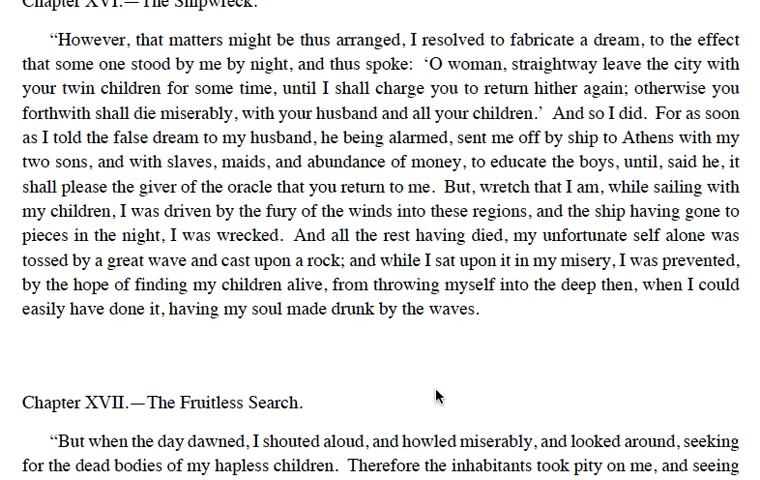 Chapter XVI.—The Shipwreck.
“However, that matters might be thus arranged, I resolved to fabricate a dream, to the effect
that some one stood by me by night, and thus spoke: ‘O woman, straightway leave the city with
your twin children for some time, until I shall charge you to return hither again; otherwise you
forthwith shall die miserably, with your husband and all your children.’ And so I did. For as soon
as I told the false dream to my husband, he being alarmed, sent me off by ship to Athens with my
two sons, and with slaves, maids, and abundance of money, to educate the boys, until, said he, it
shall please the giver of the oracle that you return to me. But, wretch that I am, while sailing with
my children, I was driven by the fury of the winds into these regions, and the ship having gone to
pieces in the night, I was wrecked. And all the rest having died, my unfortunate self alone was
tossed by a great wave and cast upon a rock; and while I sat upon it in my misery, I was prevented,
by the hope of finding my children alive, from throwing myself into the deep then, when I could
easily have done it, having my soul made drunk by the waves.
Chapter XVII.—The Fruitless Search.
“But when the day dawned, I shouted aloud, and howled miserably, and looked around, seeking
for the dead bodies of my hapless children. Therefore the inhabitants took pity on me, and seeing